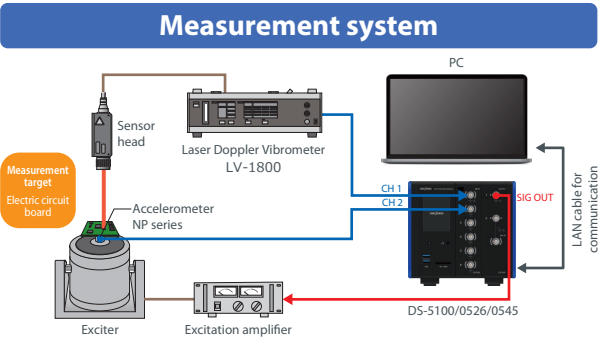 Measurement system
PC
Sensor
head
Laser Doppler Vibrometer
LV-1800
Measurement
target
Electric circuit
board
Accelerometer
NP series
CH 1
CH 2
SIG OUT
LAN cable for
communication
DS-5100/0526/0545
Exciter
Excitation amplifier